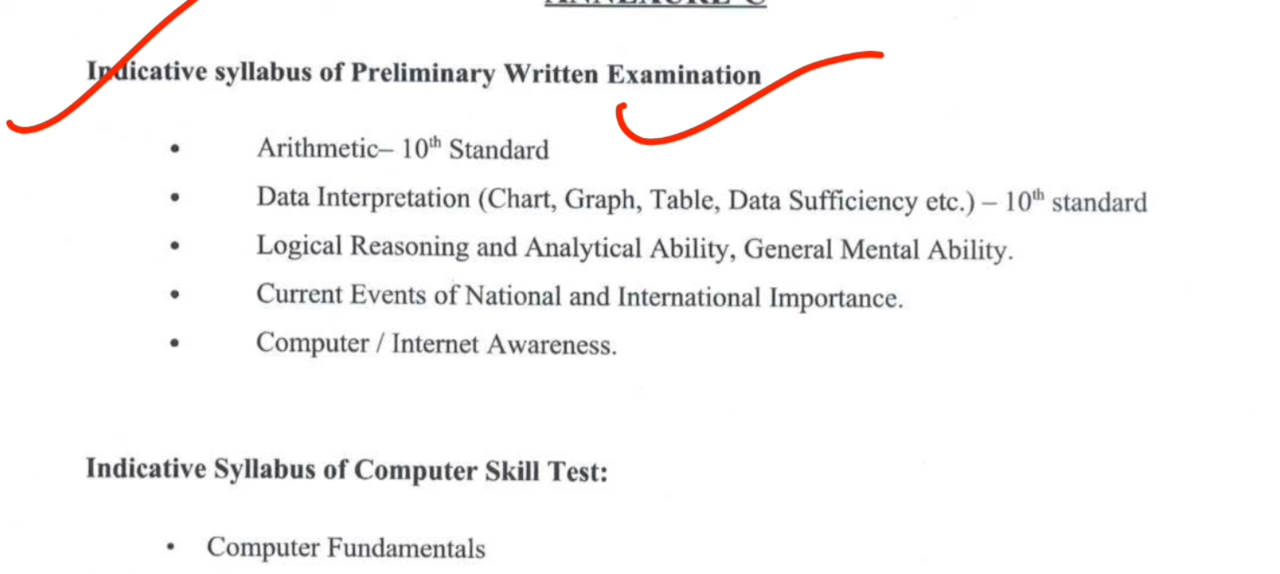 Indicative syllabus of Preliminary Written Examination
• Arithmetic– 10th Standard
• Data Interpretation (Chart, Graph, Table, Data Sufficiency etc.) – 10th standard
• Logical Reasoning and Analytical Ability, General Mental Ability.
• Current Events of National and International Importance.
• Computer / Internet Awareness.
Indicative Syllabus of Computer Skill Test:
• Computer Fundamentals